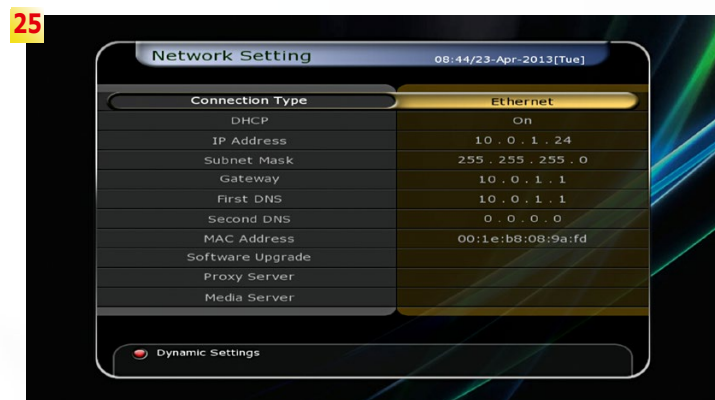 25
Network Setting 08:44/23-Apr-2013[Tue]
Connection Type Ethernet
DHCP On
IP Address 10 . 0 . 1 . 24
Subnet Mask 255 . 255 . 255 . 0
Gateway 10 . 0 . 1 . 1
First DNS 10 . 0 . 1 . 1
Second DNS 0 . 0 . 0 . 0
MAC Address 00:1e:b8:08:9a:fd
Software Upgrade
Proxy Server
Media Server
Dynamic Settings